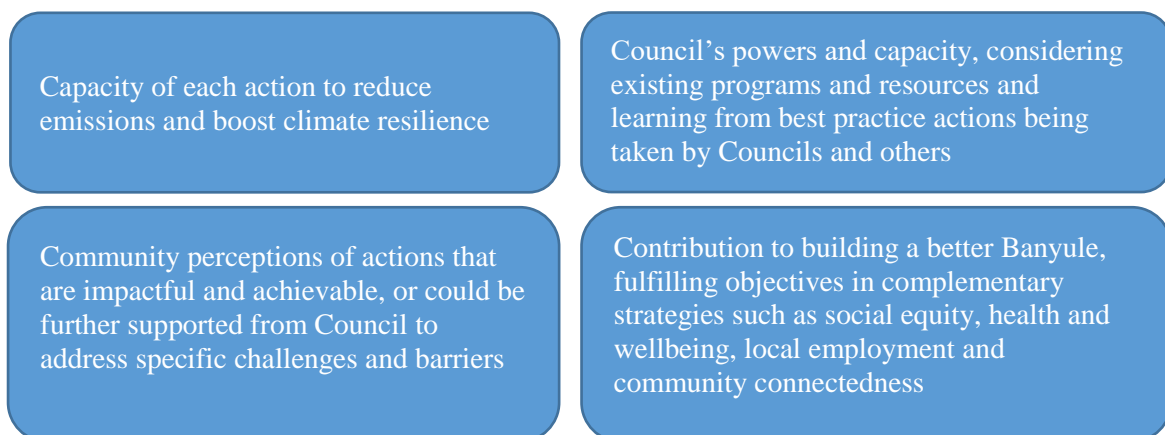 Capacity of each action to reduce
emissions and boost climate resilience
Council’s powers and capacity, considering
existing programs and resources and
learning from best practice actions being
taken by Councils and others
Community perceptions of actions that
are impactful and achievable, or could be
further supported from Council to
address specific challenges and barriers
Contribution to building a better Banyule,
fulfilling objectives in complementary
strategies such as social equity, health and
wellbeing, local employment and
community connectedness